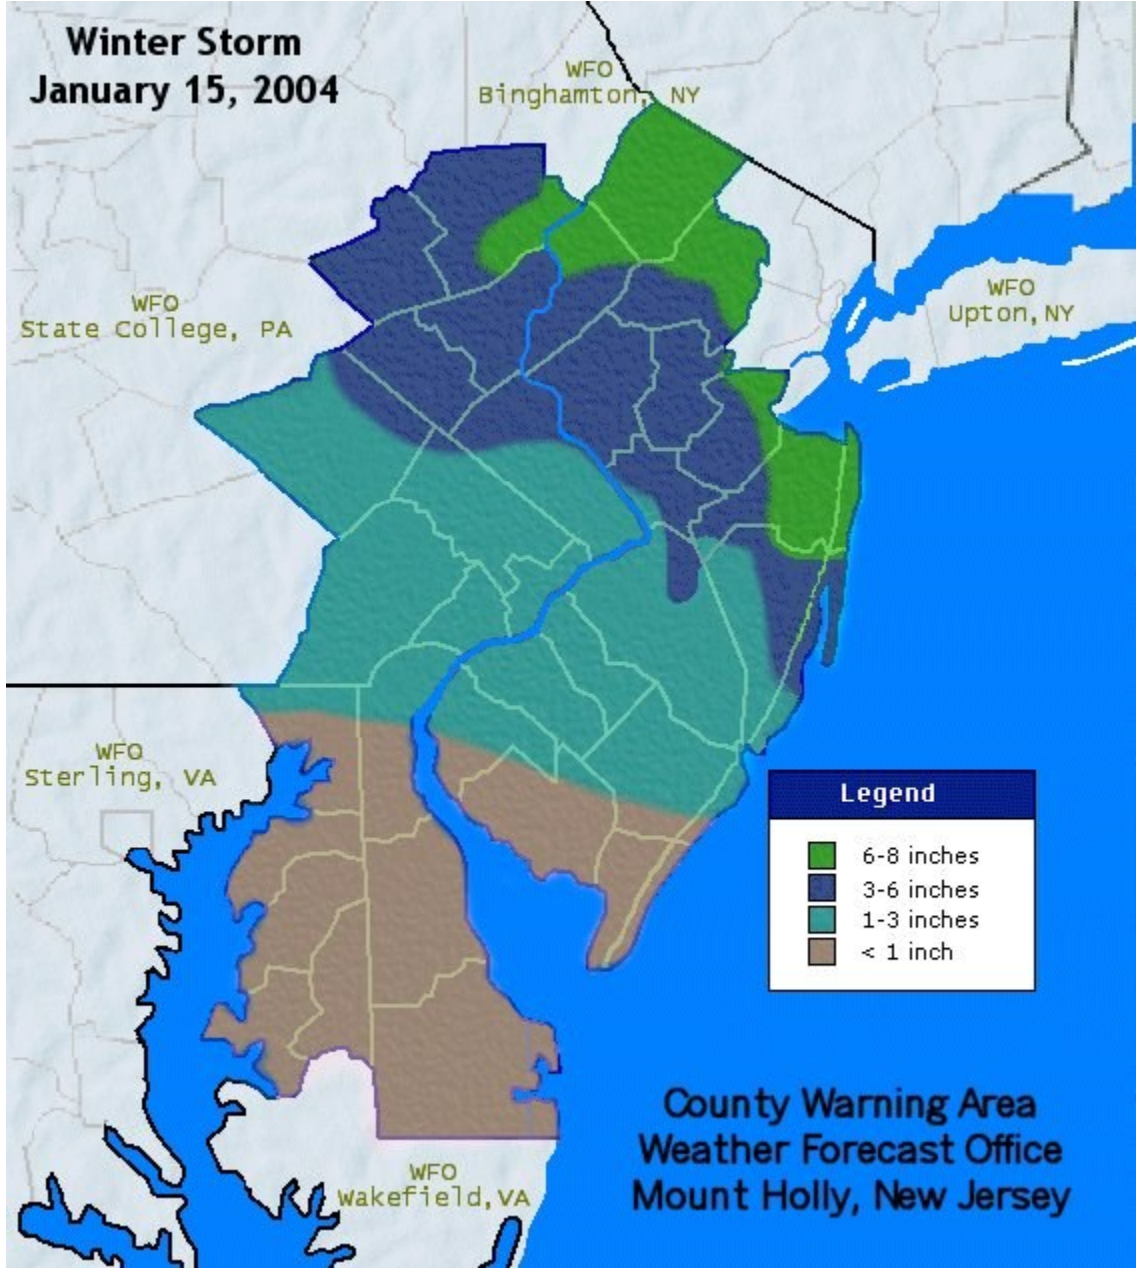 Winter Storm
January 15, 2004
WFO
Binghamton, NY
WFO
State College, PA
WFO
Upton, NY
WFO
Sterling, VA
Legend
6-8 inches
3-6 inches
1-3 inches
< 1 inch
County Warning Area
Weather Forecast Office
Mount Holly, New Jersey
WFO
Wakefield, VA